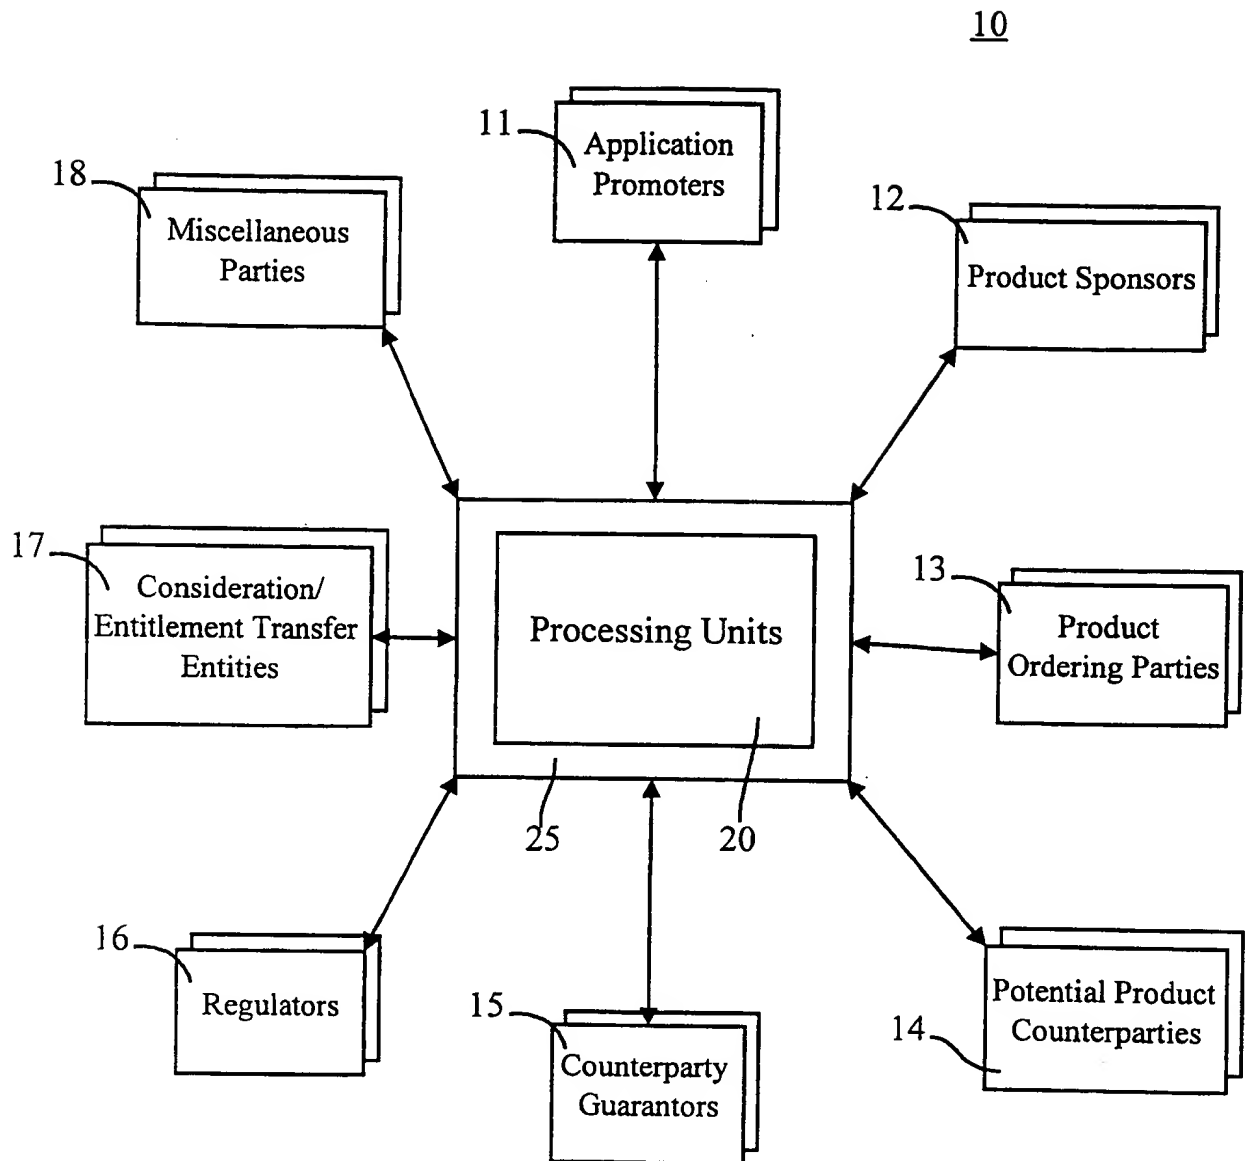 10
11
Application
Promoters
18
Miscellaneous
Parties
12
Product Sponsors
17
Consideration/
Entitlement Transfer
Entities
Processing Units
13
Product
Ordering Parties
25
20
16
Regulators
15
Counterparty
Guarantors
Potential Product
Counterparties
14